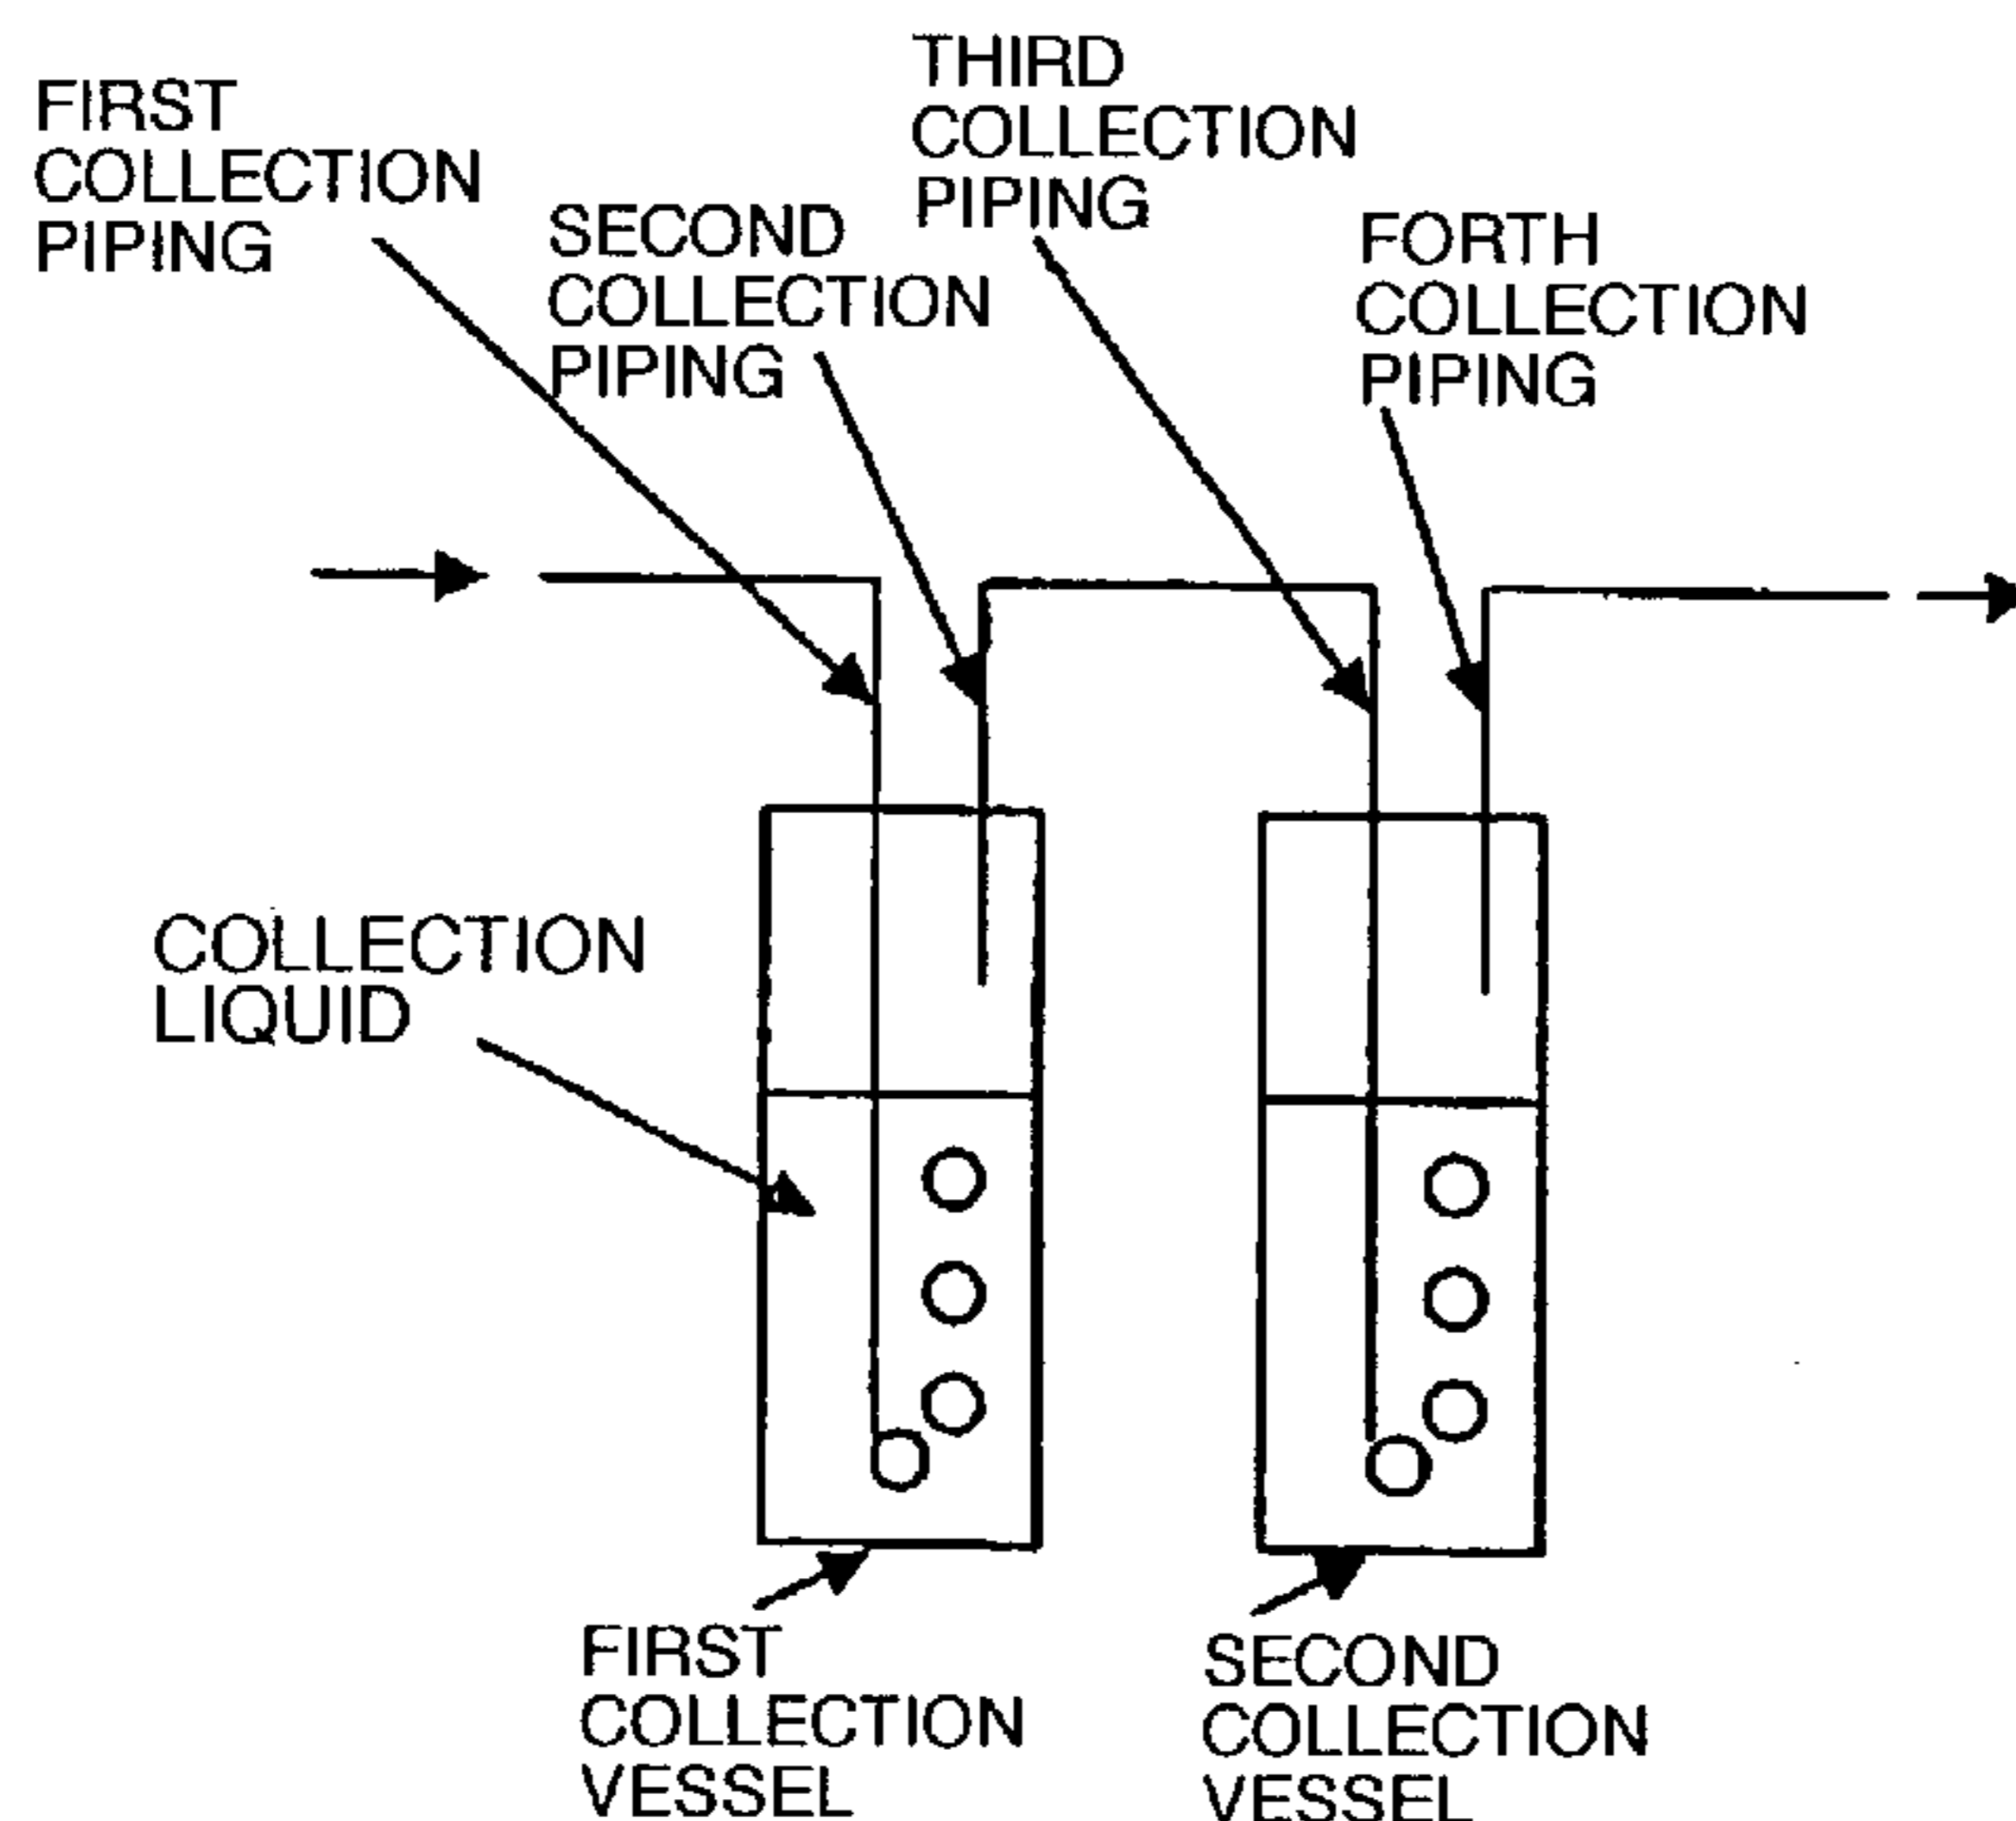 FIRST
COLLECTION
PIPING
SECOND
COLLECTION
PIPING
THIRD
COLLECTION
PIPING
FORTH
COLLECTION
PIPING
COLLECTION
LIQUID
FIRST
COLLECTION
VESSEL
SECOND
COLLECTION
VESSEL